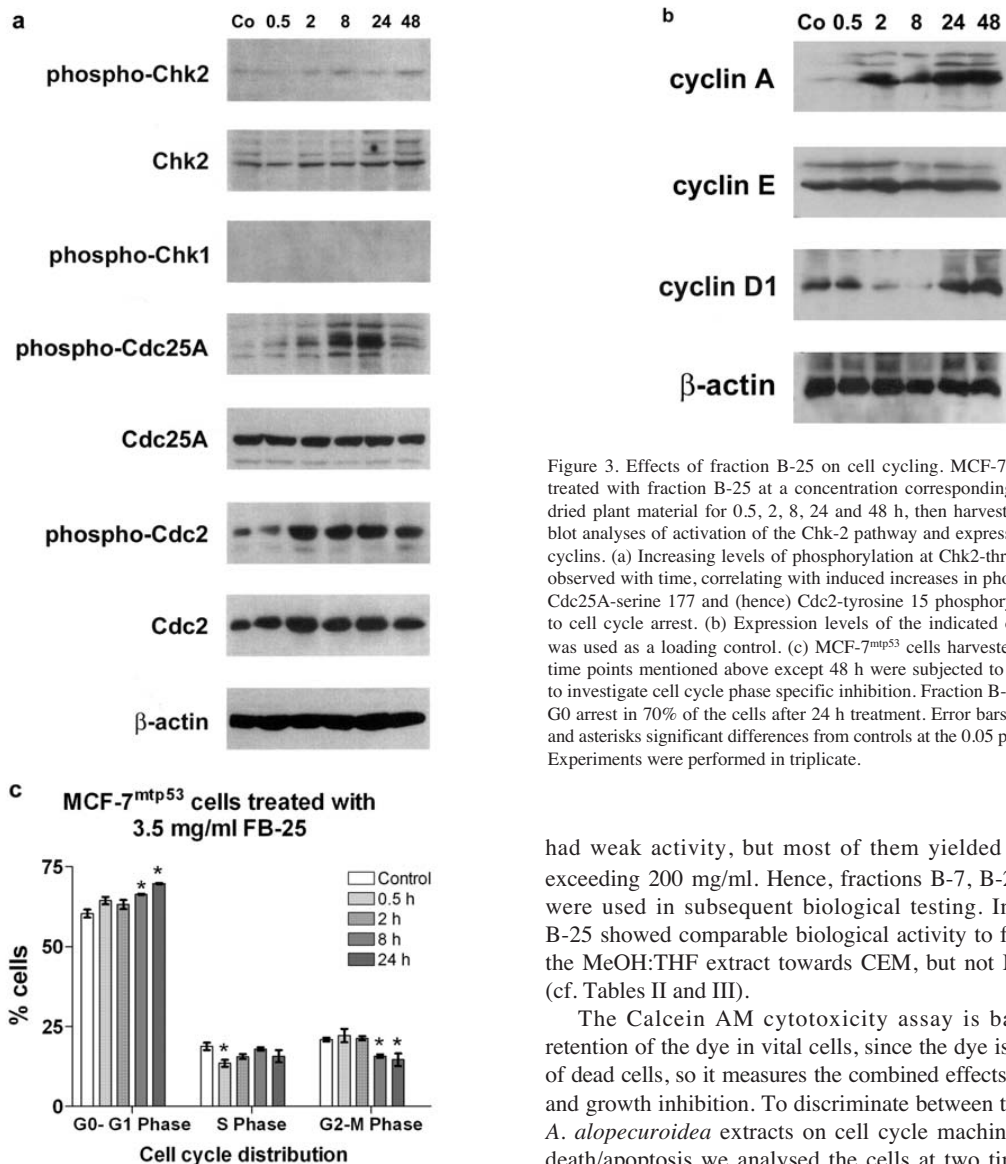 a
Co 0.5 2 8 24 48
phospho-Chk2
Chk2
phospho-Chk1
phospho-Cdc25A
Cdc25A
phospho-Cdc2
Cdc2
β-actin
b
Co 0.5 2 8 24 48
cyclin A
cyclin E
cyclin D1
β-actin
c
MCF-7mtp53 cells treated with
3.5 mg/ml FB-25
75
50
25
0
% cells
* *
*
* *
Control
0.5 h
2 h
8 h
24 h
G0- G1 Phase S Phase G2-M Phase
Cell cycle distribution
Figure 3. Effects of fraction B-25 on cell cycling. MCF-7
treated with fraction B-25 at a concentration corresponding
dried plant material for 0.5, 2, 8, 24 and 48 h, then harvest
blot analyses of activation of the Chk-2 pathway and express
cyclins. (a) Increasing levels of phosphorylation at Chk2-thr
observed with time, correlating with induced increases in pho
Cdc25A-serine 177 and (hence) Cdc2-tyrosine 15 phosphory
to cell cycle arrest. (b) Expression levels of the indicated
was used as a loading control. (c) MCF-7mtp53 cells harveste
time points mentioned above except 48 h were subjected to
to investigate cell cycle phase specific inhibition. Fraction B-
G0 arrest in 70% of the cells after 24 h treatment. Error bars
and asterisks significant differences from controls at the 0.05 p
Experiments were performed in triplicate.
had weak activity, but most of them yielded
exceeding 200 mg/ml. Hence, fractions B-7, B-2
were used in subsequent biological testing. In
B-25 showed comparable biological activity to f
the MeOH:THF extract towards CEM, but not
(cf. Tables II and III).
The Calcein AM cytotoxicity assay is ba
retention of the dye in vital cells, since the dye is
of dead cells, so it measures the combined effects
and growth inhibition. To discriminate between t
A. alopecuroidea extracts on cell cycle machin
death/apoptosis we analysed the cells at two tin